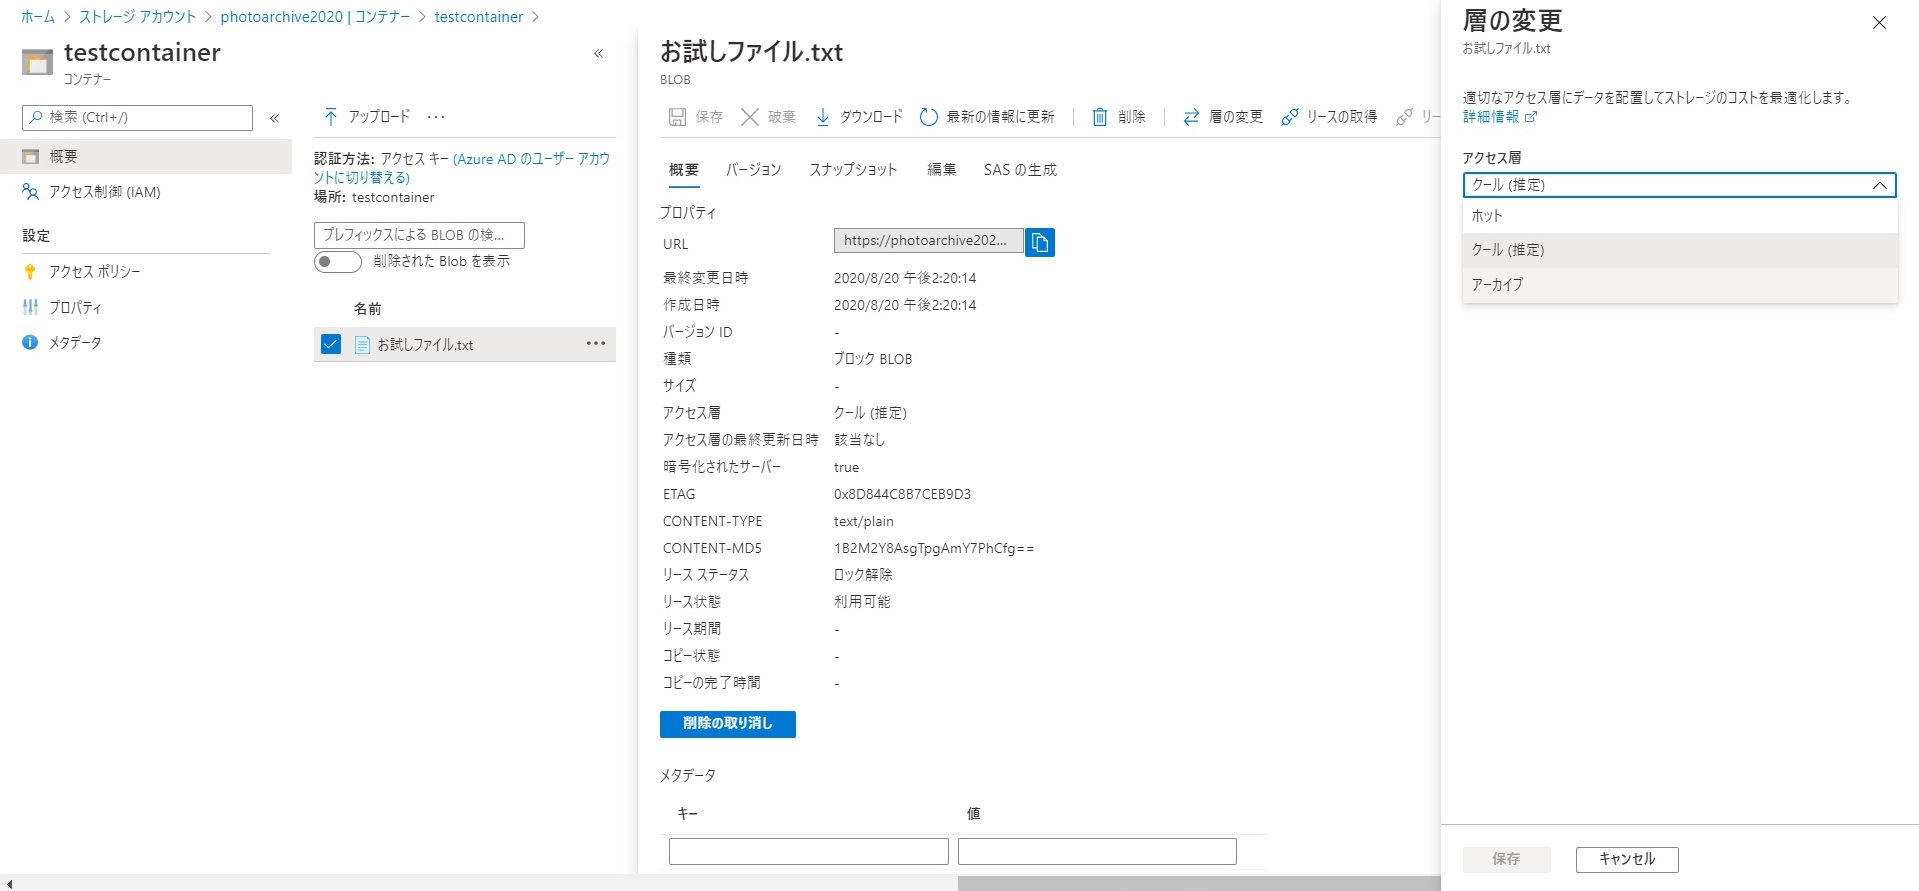 ホーム > ストレージ アカウント > photoarchive2020 | コンテナー > testcontainer >
testcontainer
コンテナー
検索 (Ctrl+/)
概要
アクセス制御 (IAM)
設定
アクセス ポリシー
プロパティ
メタデータ
アップロード
認証方法: アクセス キー (Azure AD のユーザー アカウ
ントに切り替える)
場所: testcontainer
プレフィックスによる BLOB の検...
削除された Blob を表示
名前
お試しファイル.txt
お試しファイル.txt
BLOB
保存 破棄 ダウンロード 最新の情報に更新 削除 層の変更 リースの取得 リー
概要 バージョン スナップショット 編集 SAS の生成
プロパティ
URL https://photoarchive202...
最終変更日時 2020/8/20 午後2:20:14
作成日時 2020/8/20 午後2:20:14
バージョン ID -
種類 ブロック BLOB
サイズ -
アクセス層 クール (推定)
アクセス層の最終更新日時 該当なし
暗号化されたサーバー true
ETAG 0x8D844C8B7CEB9D3
CONTENT-TYPE text/plain
CONTENT-MD5 1B2M2Y8AsgTpgAmY7PhCfg==
リース ステータス ロック解除
リース状態 利用可能
リース期間 -
コピー状態 -
コピーの完了時間 -
削除の取り消し
メタデータ
キー 値
層の変更
お試しファイル.txt
適切なアクセス層にデータを配置してストレージのコストを最適化します。
詳細情報
アクセス層
クール (推定)
ホット
クール (推定)
アーカイブ
保存 キャンセル